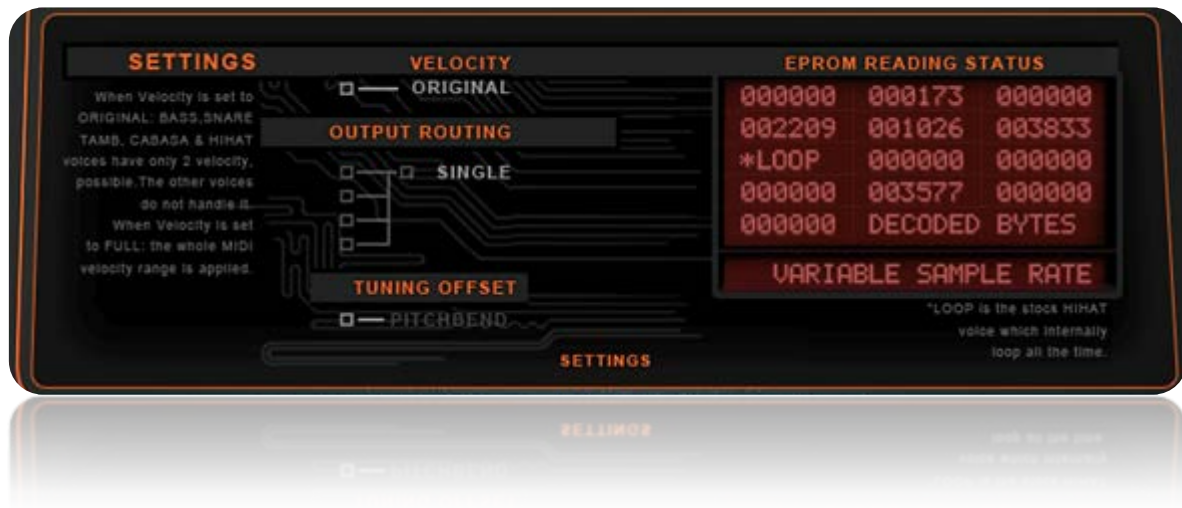 SETTINGS
When Velocity is set to
ORIGINAL: BASS,SNARE
TAMB, CABASA & HIHAT
voices have only 2 velocity,
possible.The other voices
do not handle it.
When Velocity is set
to FULL: the whole MIDI
velocity range is applied.
VELOCITY
ORIGINAL
OUTPUT ROUTING
SINGLE
TUNING OFFSET
PITCHBEND
SETTINGS
EPROM READING STATUS
000000 000173 000000
002209 001026 003833
*LOOP 000000 000000
000000 003577 000000
000000 DECODED BYTES
VARIABLE SAMPLE RATE
*LOOP is the stock HIHAT
voice which internally
loop all the time.